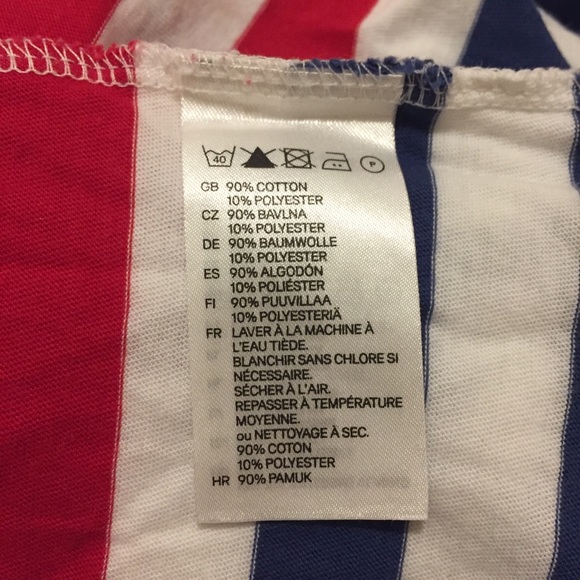 40 P
GB 90% COTTON
10% POLYESTER
CZ 90% BAVLNA
10% POLYESTER
DE 90% BAUMWOLLE
10% POLYESTER
ES 90% ALGODÓN
10% POLIÉSTER
FI 90% PUUVILLAA
10% POLYESTERIÄ
FR LAVER À LA MACHINE À
L'EAU TIÈDE.
BLANCHIR SANS CHLORE SI
NÉCESSAIRE.
SÉCHER À L'AIR.
REPASSER À TEMPÉRATURE
MOYENNE.
ou NETTOYAGE À SEC.
90% COTON
10% POLYESTER
HR 90% PAMUK